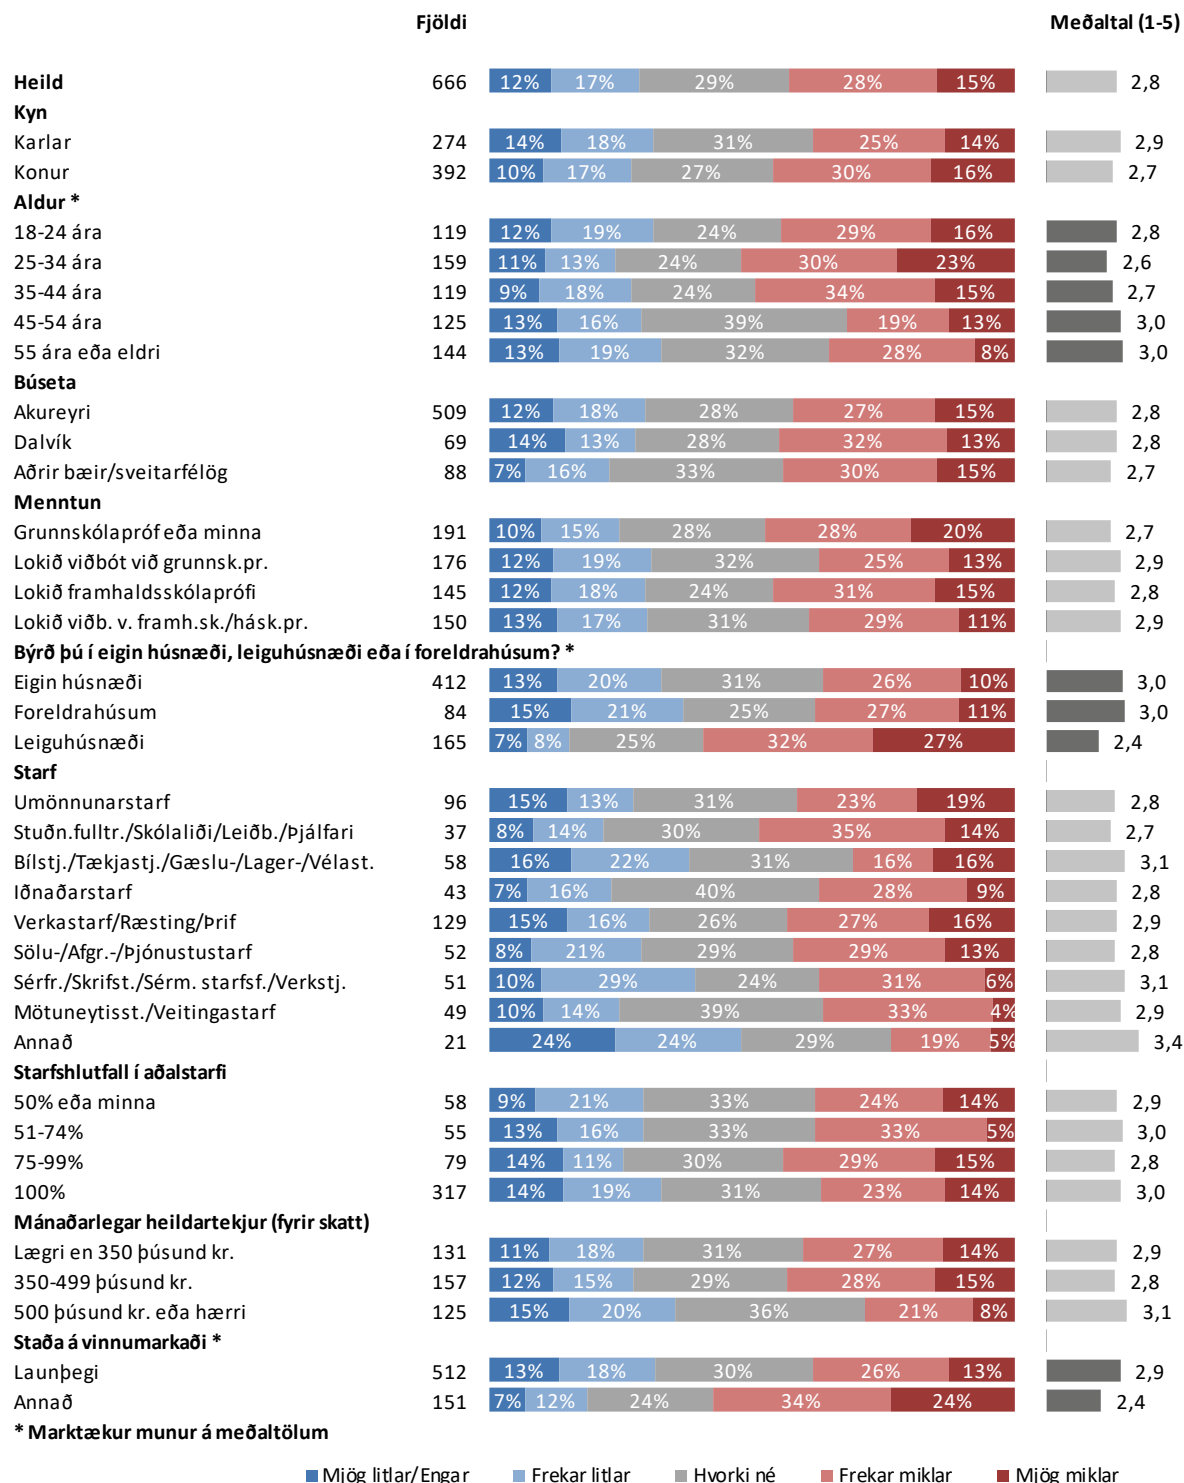 Fjöldi Meðaltal (1-5)
Heild 666 12% 17% 29% 28% 15% 2,8
Kyn
Karlar 274 14% 18% 31% 25% 14% 2,9
Konur 392 10% 17% 27% 30% 16% 2,7
Aldur *
18-24 ára 119 12% 19% 24% 29% 16% 2,8
25-34 ára 159 11% 13% 24% 30% 23% 2,6
35-44 ára 119 9% 18% 24% 34% 15% 2,7
45-54 ára 125 13% 16% 39% 19% 13% 3,0
55 ára eða eldri 144 13% 19% 32% 28% 8% 3,0
Búseta
Akureyri 509 12% 18% 28% 27% 15% 2,8
Dalvík 69 14% 13% 28% 32% 13% 2,8
Aðrir bæir/sveitarfélög 88 7% 16% 33% 30% 15% 2,7
Menntun
Grunnskólapróf eða minna 191 10% 15% 28% 28% 20% 2,7
Lokið viðbót við grunnsk.pr. 176 12% 19% 32% 25% 13% 2,9
Lokið framhaldsskólaprófi 145 12% 18% 24% 31% 15% 2,8
Lokið viðb. v. framh.sk./hásk.pr. 150 13% 17% 31% 29% 11% 2,9
Býrð þú í eigin húsnæði, leiguhúsnæði eða í foreldrahúsum? *
Eigin húsnæði 412 13% 20% 31% 26% 10% 3,0
Foreldrahúsum 84 15% 21% 25% 27% 11% 3,0
Leiguhúsnæði 165 7% 8% 25% 32% 27% 2,4
Starf
Umönnunarstarf 96 15% 13% 31% 23% 19% 2,8
Stuðn.fulltr./Skólaliði/Leiðb./Þjálfari 37 8% 14% 30% 35% 14% 2,7
Bílstj./Tækjastj./Gæslu-/Lager-/Vélast. 58 16% 22% 31% 16% 16% 3,1
Iðnaðarstarf 43 7% 16% 40% 28% 9% 2,8
Verkastarf/Ræsting/Þrif 129 15% 16% 26% 27% 16% 2,9
Sölu-/Afgr.-/Þjónustustarf 52 8% 21% 29% 29% 13% 2,8
Sérfr./Skrifst./Sérm. starfsf./Verkstj. 51 10% 29% 24% 31% 6% 3,1
Mötuneytisst./Veitingastarf 49 10% 14% 39% 33% 4% 2,9
Annað 21 24% 24% 29% 19% 5% 3,4
Starfshlutfall í aðalstarfi
50% eða minna 58 9% 21% 33% 24% 14% 2,9
51-74% 55 13% 16% 33% 33% 5% 3,0
75-99% 79 14% 11% 30% 29% 15% 2,8
100% 317 14% 19% 31% 23% 14% 3,0
Mánaðarlegar heildartekjur (fyrir skatt)
Lægri en 350 þúsund kr. 131 11% 18% 31% 27% 14% 2,9
350-499 þúsund kr. 157 12% 15% 29% 28% 15% 2,8
500 þúsund kr. eða hærri 125 15% 20% 36% 21% 8% 3,1
Staða á vinnumarkaði *
Launþegi 512 13% 18% 30% 26% 13% 2,9
Annað 151 7% 12% 24% 34% 24% 2,4
* Marktækur munur á meðaltölum
Mjög litlar/Engar Frekar litlar Hvorki né Frekar miklar Mjög miklar